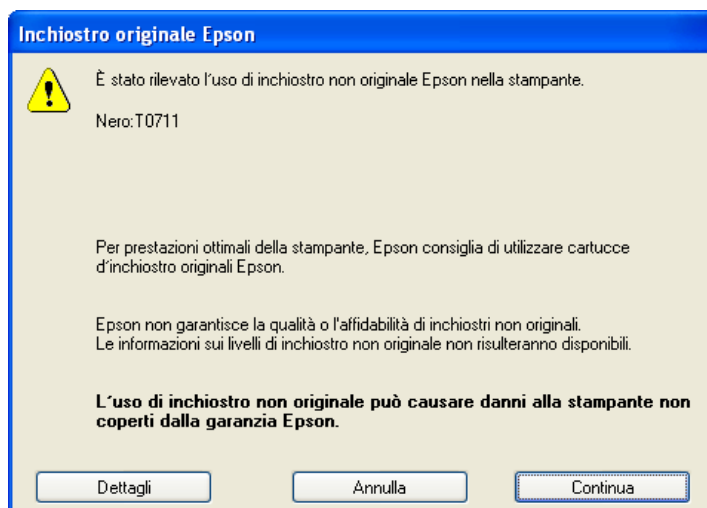 Inchiostro originale Epson
È stato rilevato l´uso di inchiostro non originale Epson nella stampante.
Nero:T0711
Per prestazioni ottimali della stampante, Epson consiglia di utilizzare cartucce
d´inchiostro originali Epson.
Epson non garantisce la qualità o l'affidabilità di inchiostri non originali.
Le informazioni sui livelli di inchiostro non originale non risulteranno disponibili.
L´uso di inchiostro non originale può causare danni alla stampante non
coperti dalla garanzia Epson.
Dettagli Annulla Continua